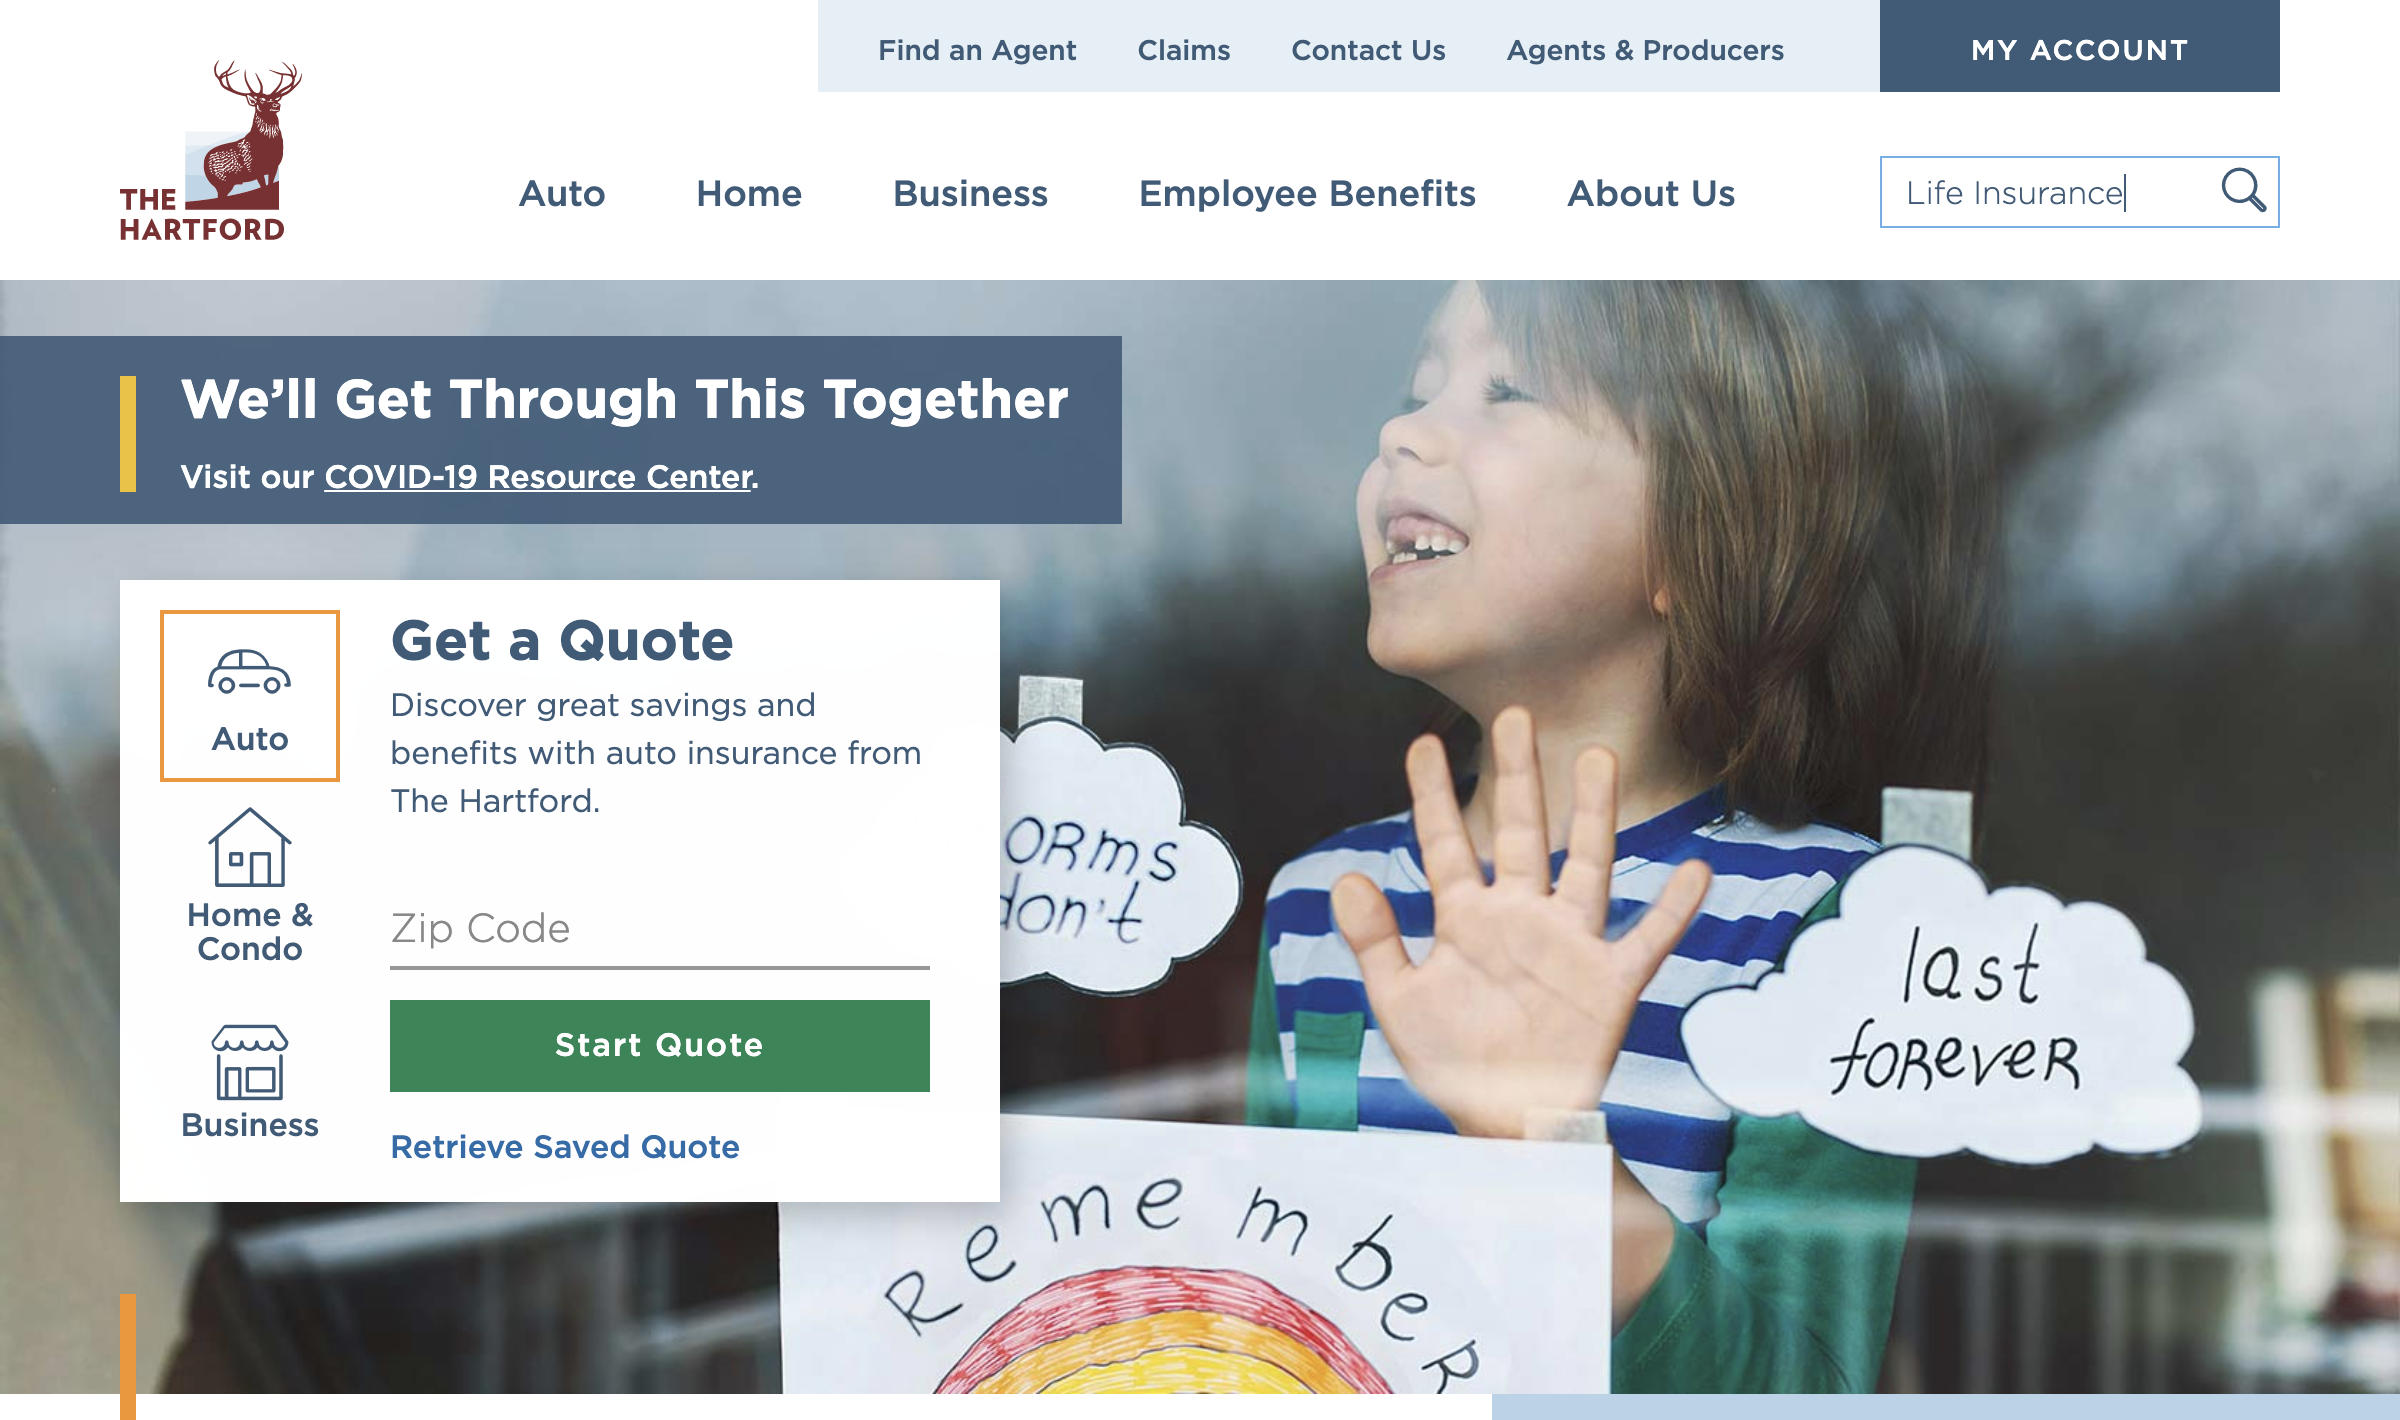 Find an Agent
Claims
Contact Us
Agents & Producers
MY ACCOUNT
THE
HARTFORD
Auto
Home
Business
Employee Benefits
About Us
Life Insurance
We'll Get Through This Together
Visit our COVID-19 Resource Center.
Auto
Home &
Condo
Business
Get a Quote
Discover great savings and
benefits with auto insurance from
The Hartford.
Zip Code
Start Quote
Retrieve Saved Quote
ORms
don't
last
foREveR
RemembeR